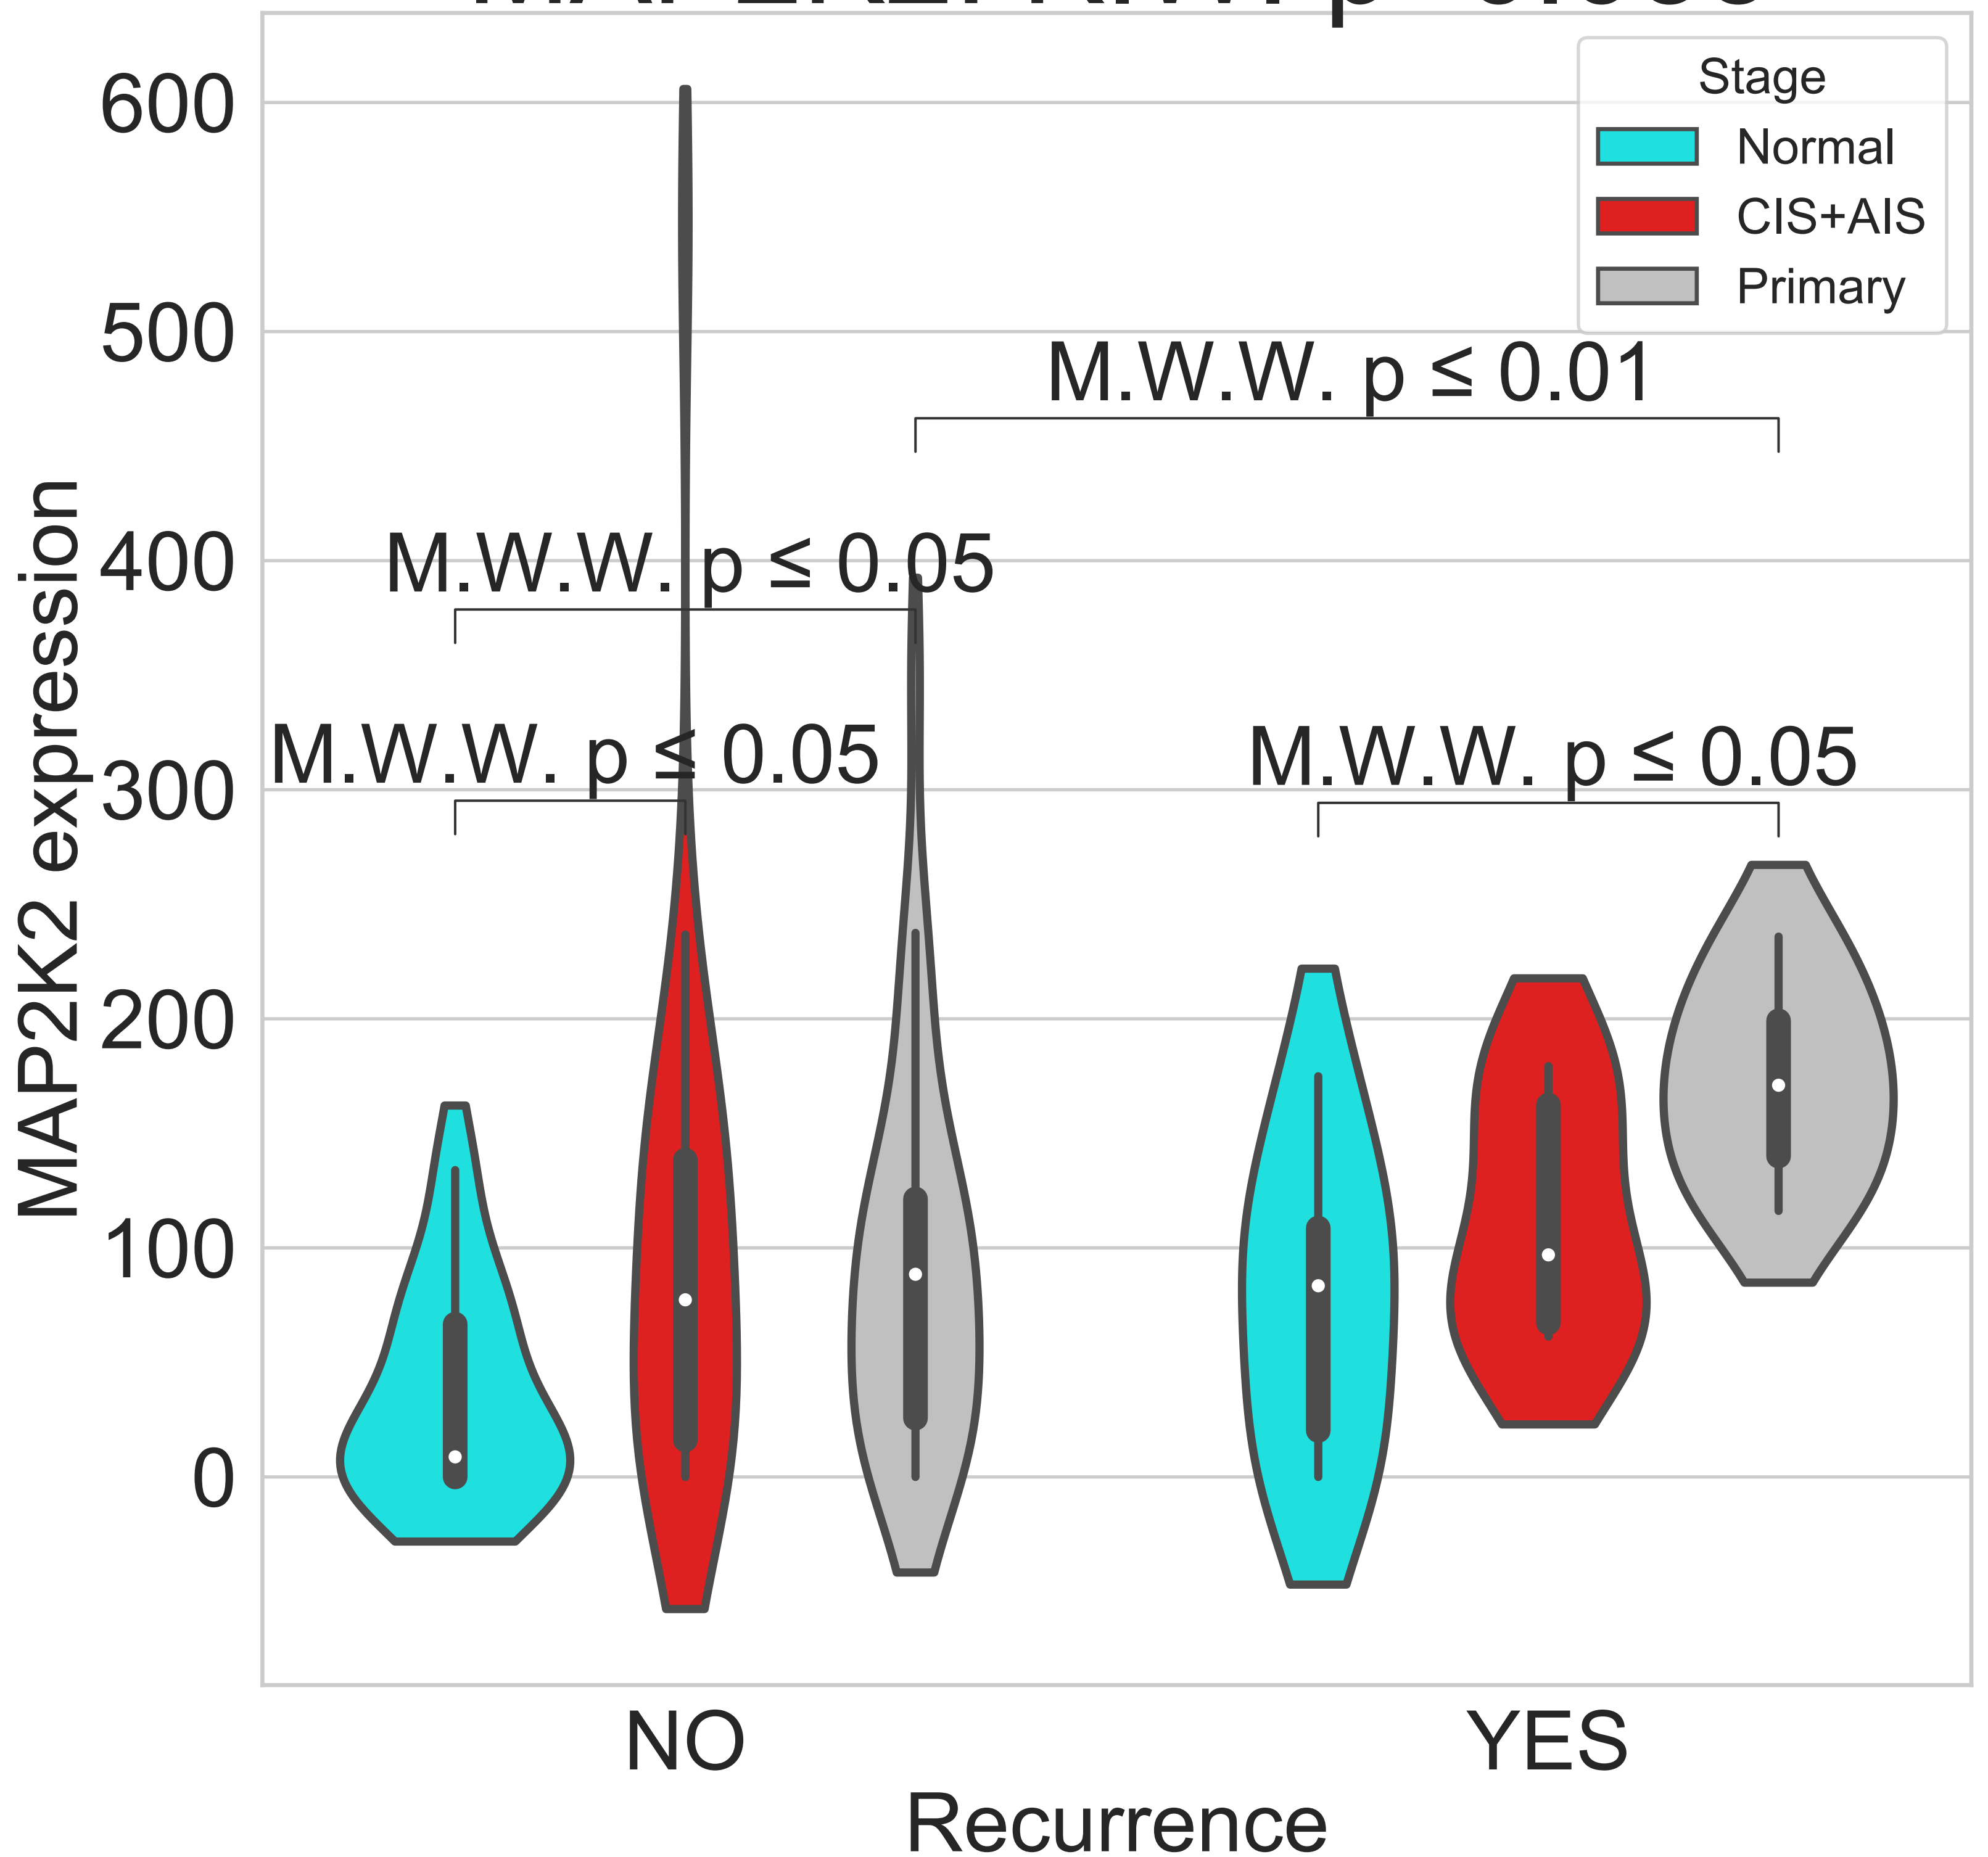 Stage
Normal
CIS+AIS
Primary
600
500
400
300
200
100
0
MAP2K2 expression
M.W.W. p ≤ 0.01
M.W.W. p ≤ 0.05
M.W.W. p ≤ 0.05
M.W.W. p ≤ 0.05
NO
YES
Recurrence